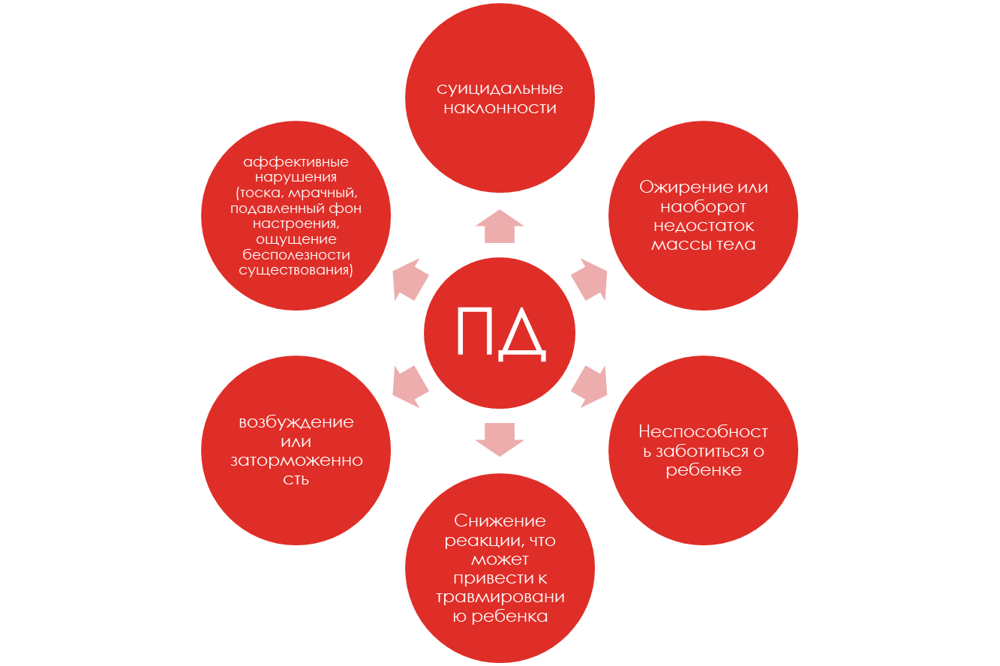 суицидальные
наклонности
аффективные
нарушения
(тоска, мрачный,
подавленный фон
настроения,
ощущение
бесполезности
существования)
Ожирение или
наоборот
недостаток
массы тела
ПД
возбуждение
или
заторможенно
сть
Неспособност
ь заботиться о
ребенке
Снижение
реакции, что
может
привести к
травмировани
ю ребенка